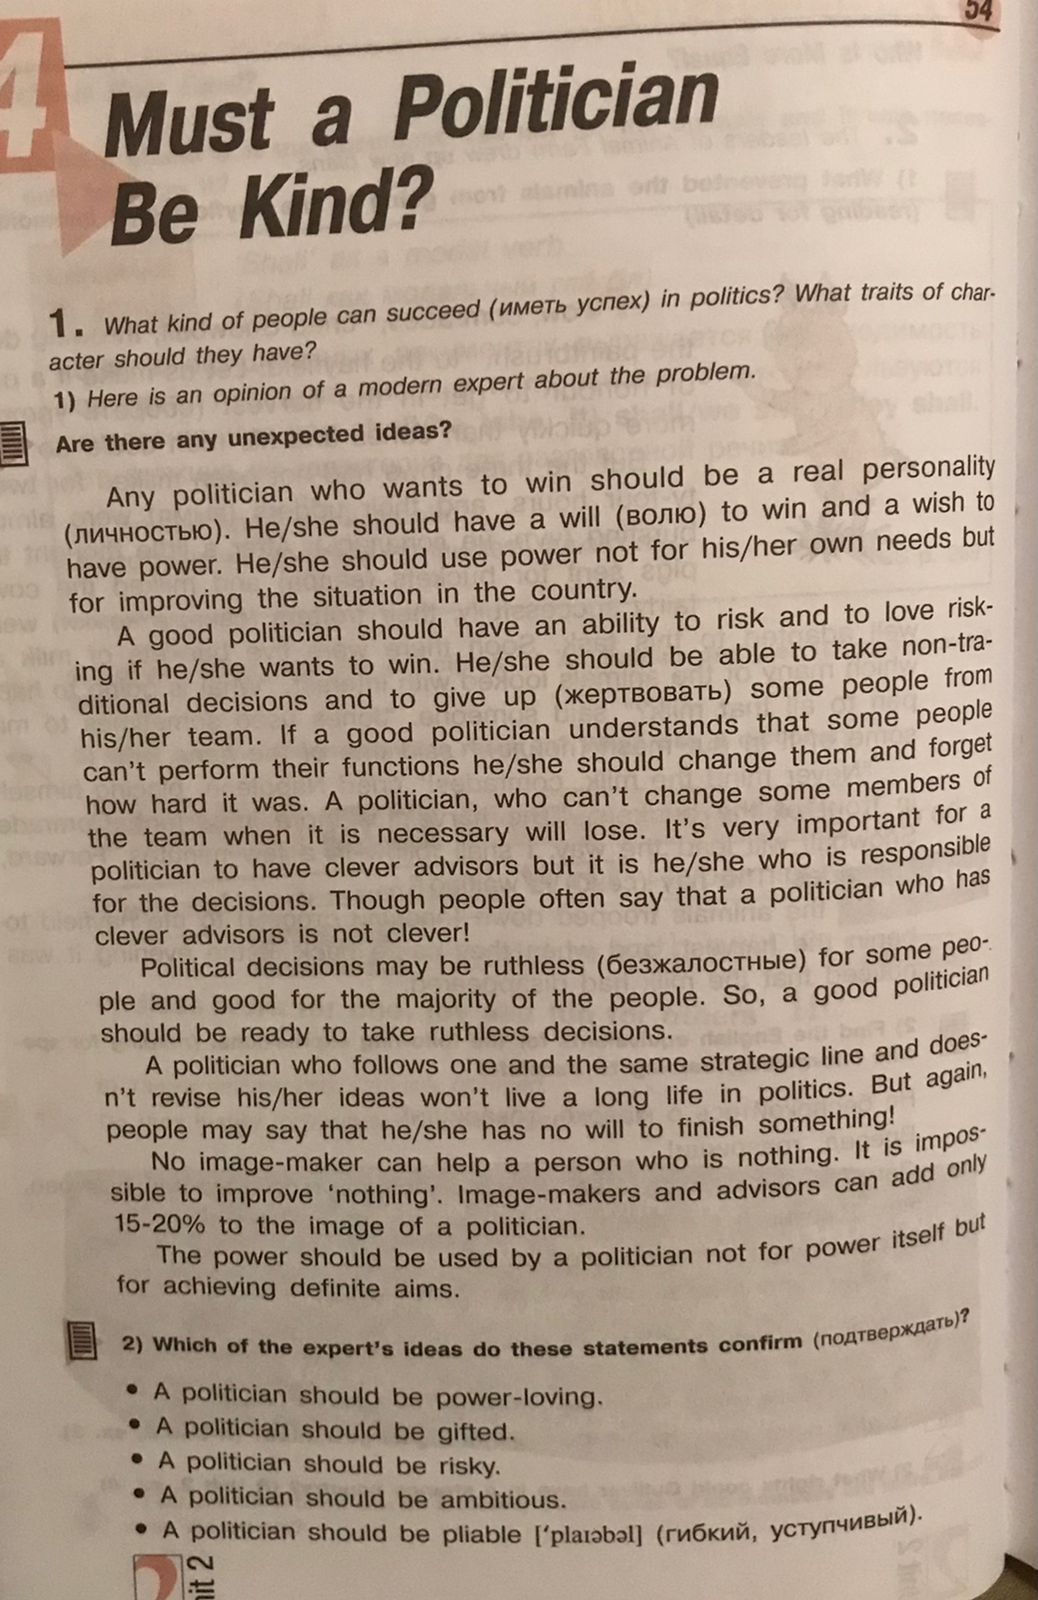 54
4
Must a Politician
Be Kind?
1. What kind of people can succeed (иметь успех) in politics? What traits of char-
acter should they have?
1) Here is an opinion of a modern expert about the problem.
Are there any unexpected ideas?
Any politician who wants to win should be a real personality
(личностью). He/she should have a will (волю) to win and a wish to
have power. He/she should use power not for his/her own needs but
for improving the situation in the country.
A good politician should have an ability to risk and to love risk-
ing if he/she wants to win. He/she should be able to take non-tra-
ditional decisions and to give up (жертвовать) some people from
his/her team. If a good politician understands that some people
can't perform their functions he/she should change them and forget
how hard it was. A politician, who can't change some members of
the team when it is necessary will lose. It's very important for a
politician to have clever advisors but it is he/she who is responsible
for the decisions. Though people often say that a politician who has
clever advisors is not clever!
Political decisions may be ruthless (безжалостные) for some peo-
ple and good for the majority of the people. So, a good politician
should be ready to take ruthless decisions.
A politician who follows one and the same strategic line and does-
n't revise his/her ideas won't live a long life in politics. But again,
people may say that he/she has no will to finish something!
No image-maker can help a person who is nothing. It is impos-
sible to improve 'nothing'. Image-makers and advisors can add only
15-20% to the image of a politician.
The power should be used by a politician not for power itself but
for achieving definite aims.
2) Which of the expert's ideas do these statements confirm (подтверждать)?
• A politician should be power-loving.
• A politician should be gifted.
• A politician should be risky.
• A politician should be ambitious.
• A politician should be pliable [ʹplaɪəbəl] (гибкий, уступчивый).